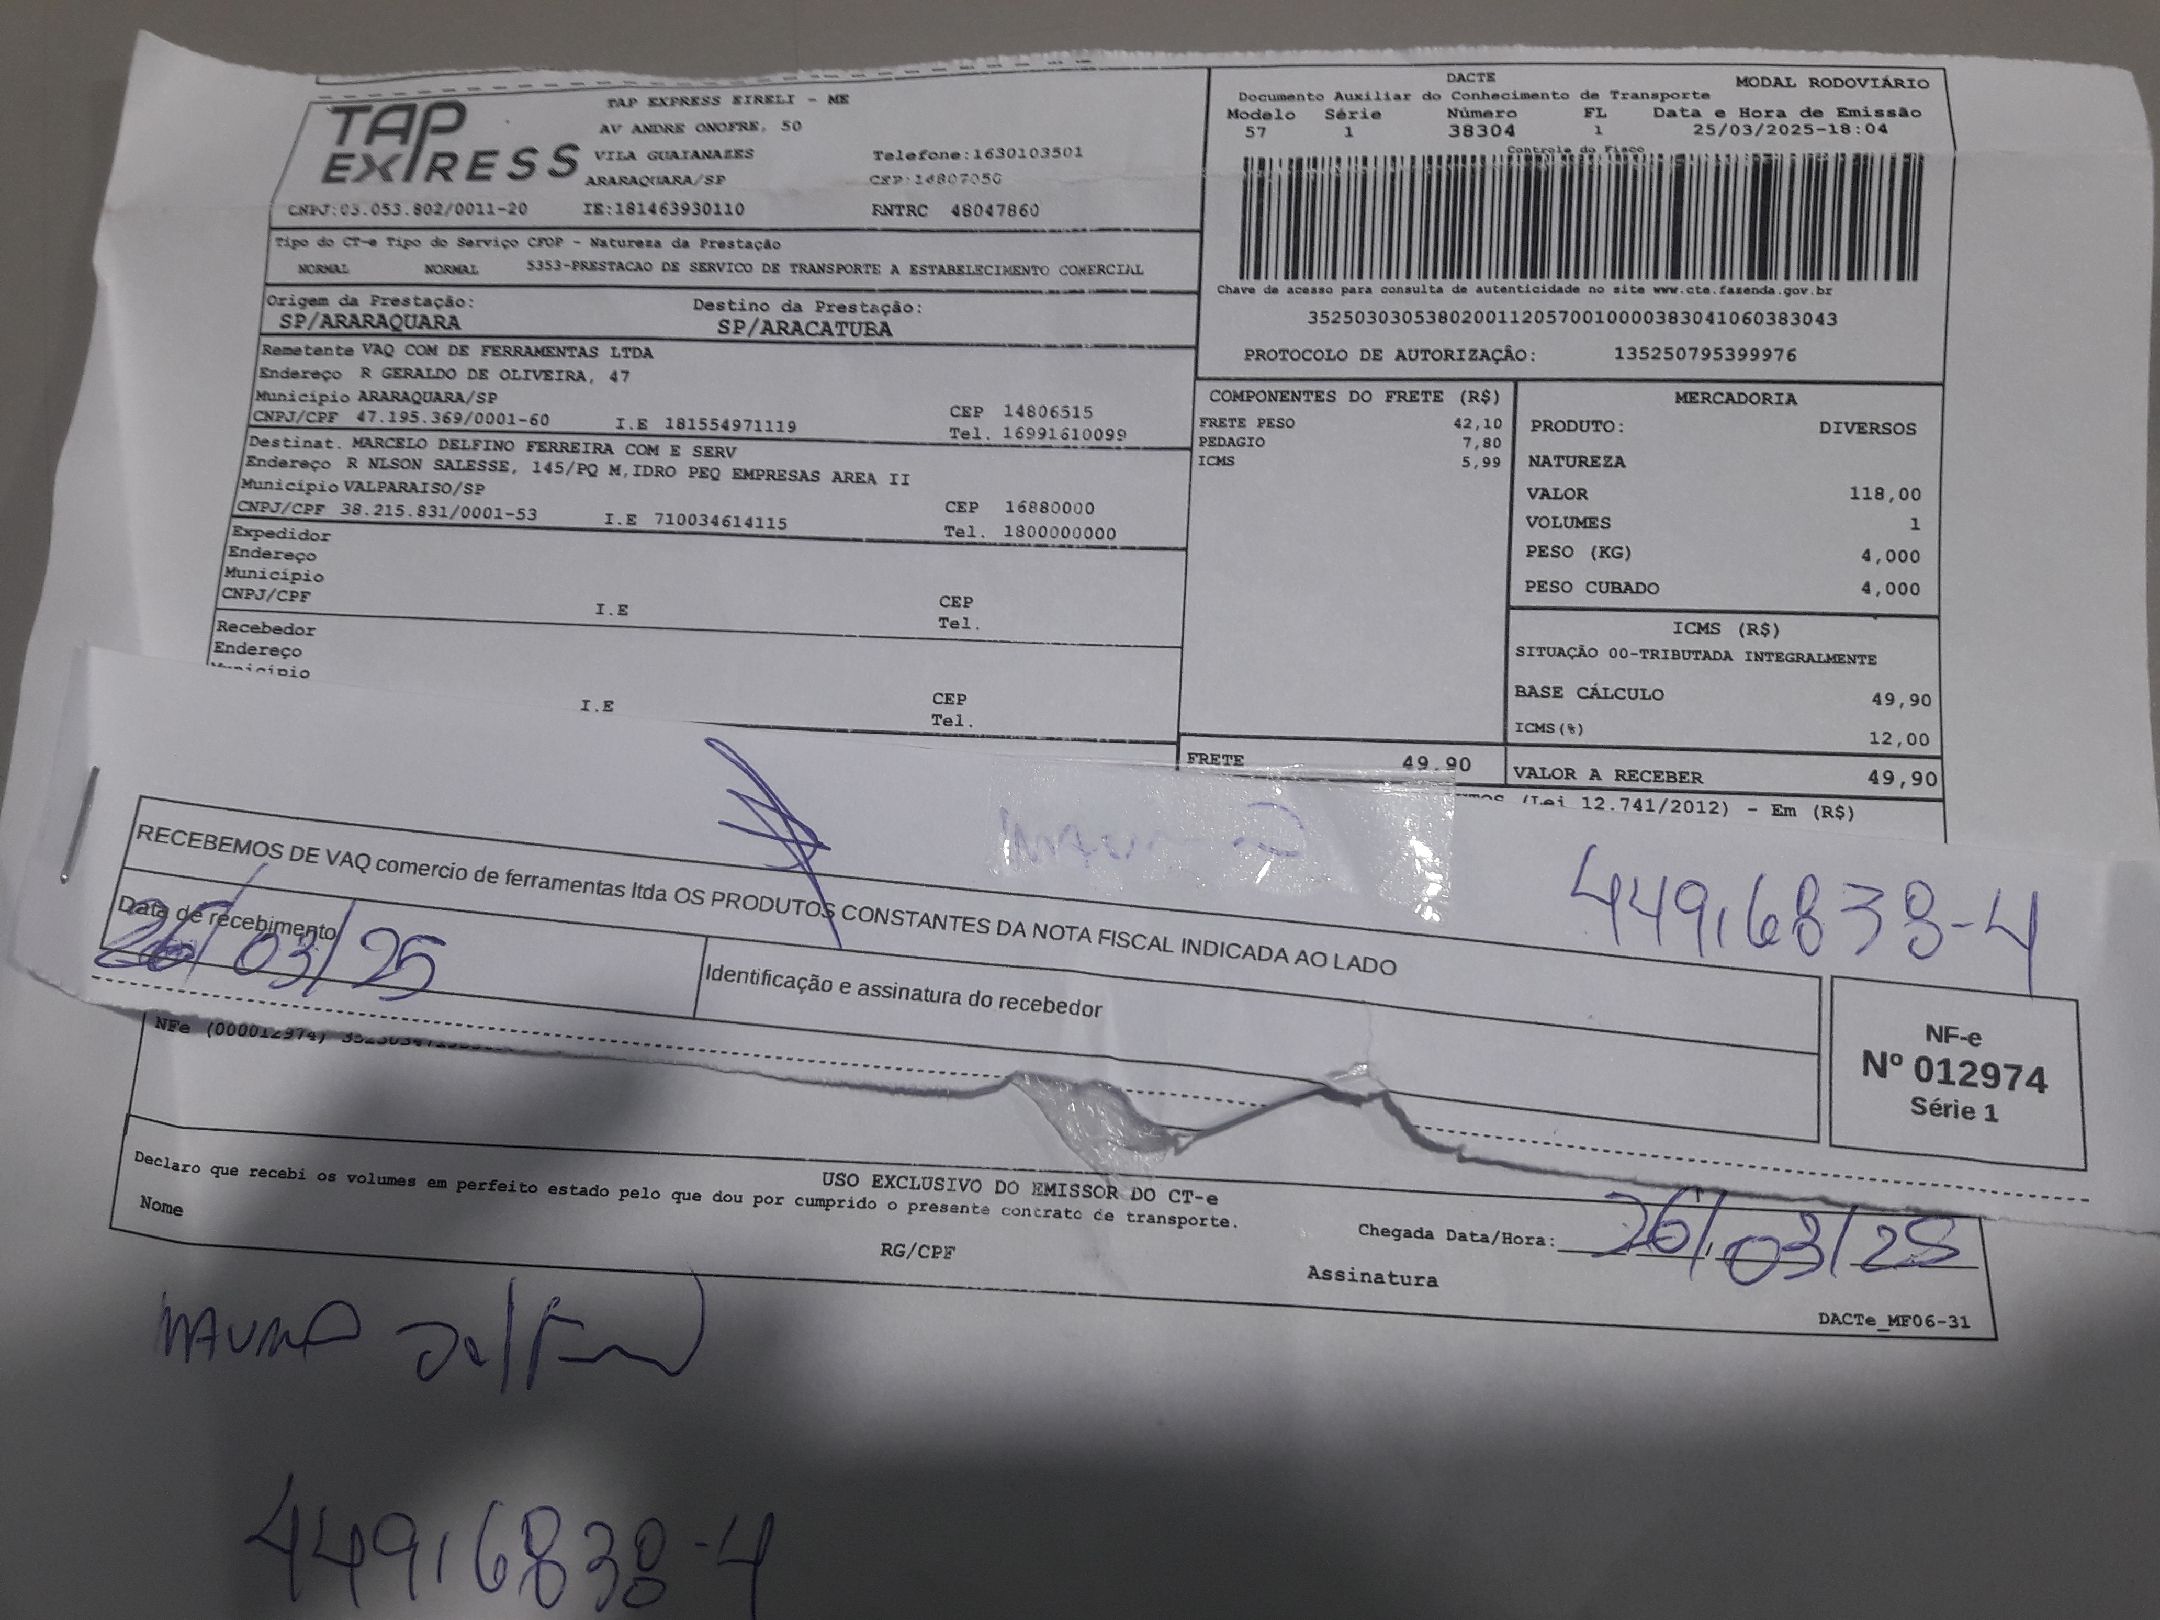 TAP EXPRESS
TAP EXPRESS EIRELI - ME
AV ANDRE ONOFRE, 50
VILA GUAIANAZES Telefone:1630103501
ARARAQUARA/SP CEP:14807050
CNPJ:03.053.802/0011-20 IE:181463930110 RNTRC 48047860
Tipo do CT-e Tipo do Serviço CFOP - Natureza da Prestação
NORMAL NORMAL 5353-PRESTACAO DE SERVICO DE TRANSPORTE A ESTABELECIMENTO COMERCIAL
Origem da Prestação: Destino da Prestação:
SP/ARARAQUARA SP/ARACATUBA
Remetente VAQ COM DE FERRAMENTAS LTDA
Endereço R GERALDO DE OLIVEIRA, 47
Município ARARAQUARA/SP CEP 14806515
CNPJ/CPF 47.195.369/0001-60 I.E 181554971119 Tel. 16991610099
Destinat. MARCELO DELFINO FERREIRA COM E SERV
Endereço R NLSON SALESSE, 145/PQ M,IDRO PEQ EMPRESAS AREA II
Município VALPARAISO/SP CEP 16880000
CNPJ/CPF 38.215.831/0001-53 I.E 710034614115 Tel. 1800000000
Expedidor
Endereço
Município CEP
CNPJ/CPF I.E Tel.
Recebedor
Endereço
Município CEP
I.E Tel.
DACTE MODAL RODOVIÁRIO
Documento Auxiliar do Conhecimento de Transporte
Modelo Série Número FL Data e Hora de Emissão
57 1 38304 1 25/03/2025-18:04
Controle do Fisco
Chave de acesso para consulta de autenticidade no site www.cte.fazenda.gov.br
35250303053802001120570010000383041060383043
PROTOCOLO DE AUTORIZAÇÃO: 135250795399976
COMPONENTES DO FRETE (R$)
FRETE PESO 42,10
PEDAGIO 7,80
ICMS 5,99
FRETE 49,90
MERCADORIA
PRODUTO: DIVERSOS
NATUREZA
VALOR 118,00
VOLUMES 1
PESO (KG) 4,000
PESO CUBADO 4,000
ICMS (R$)
SITUAÇÃO 00-TRIBUTADA INTEGRALMENTE
BASE CÁLCULO 49,90
ICMS(%) 12,00
VALOR A RECEBER 49,90
(Lei 12.741/2012) - Em (R$)
449,6838-4
RECEBEMOS DE VAQ comercio de ferramentas ltda OS PRODUTOS CONSTANTES DA NOTA FISCAL INDICADA AO LADO
Data de recebimento
26/03/25
Identificação e assinatura do recebedor
NF-e
Nº 012974
Série 1
NFe (000012974)
USO EXCLUSIVO DO EMISSOR DO CT-e
Declaro que recebi os volumes em perfeito estado pelo que dou por cumprido o presente contrato de transporte.
Nome RG/CPF Assinatura
Chegada Data/Hora: 26/03/25
DACTe_MF06-31
449,6838-4